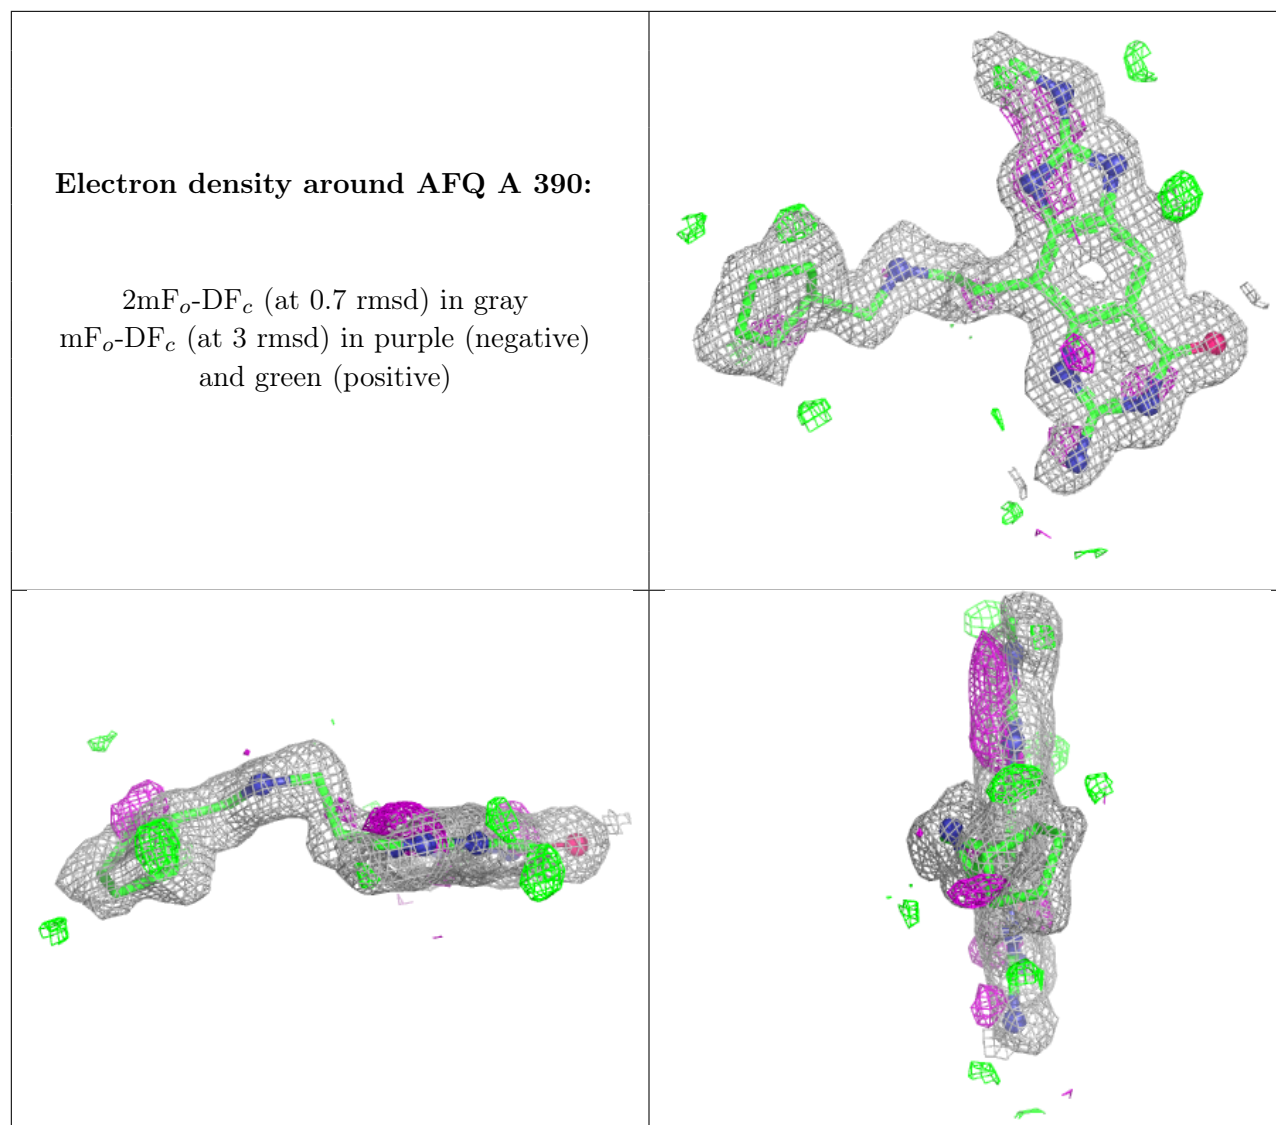 Electron density around AFQ A 390:
2mFo-DFc (at 0.7 rmsd) in gray
mFo-DFc (at 3 rmsd) in purple (negative)
and green (positive)